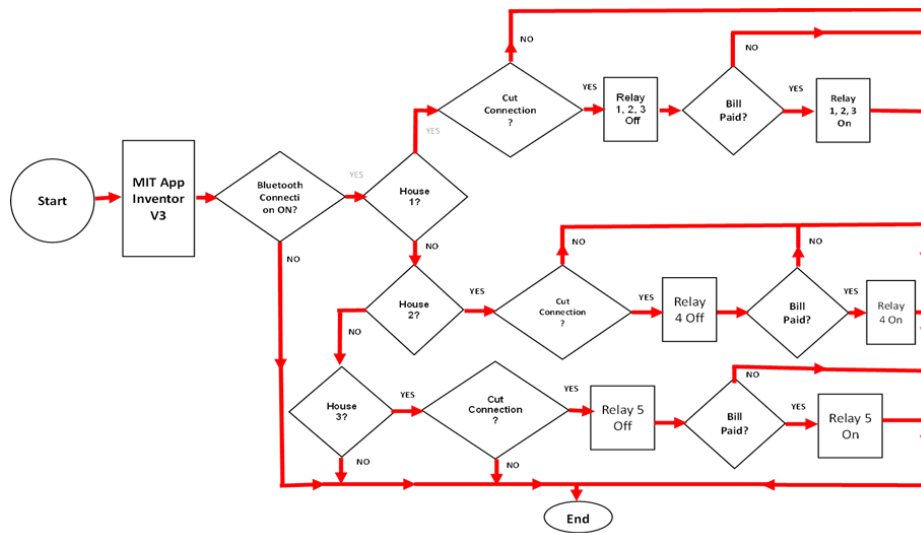 NO
NO
Cut
Connection
?
YES
Relay
1, 2, 3
Off
Bill
Paid?
YES
Relay
1, 2, 3
On
YES
Start
MIT App
Inventor
V3
Bluetooth
Connecti
on ON?
YES
House
1?
NO
NO
House
2?
YES
NO
Cut
Connection
?
YES
Relay
4 Off
NO
Bill
Paid?
YES
Relay
4 On
NO
House
3?
YES
Cut
Connection
?
YES
Relay 5
Off
NO
Bill
Paid?
YES
Relay 5
On
NO
NO
End